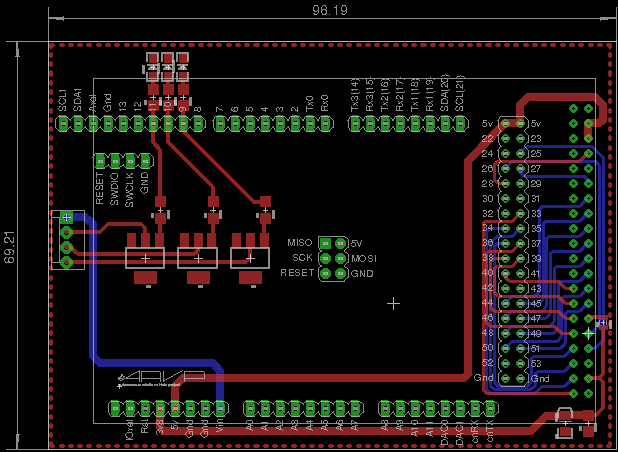 96.19
69.21
SCL1
SDA1
Aref
Gnd
13
12
11
10
9
8
7
6
5
4
3
2
Tx0
Rx0
Tx3(14)
Rx3(15)
Tx2(16)
Rx2(17)
Tx1(18)
Rx1(19)
SDA(20)
SCL(21)
RESET
SWDIO
SWCLK
GND
MISO 5V
SCK MOSI
RESET GND
5v 5v
22 23
24 25
26 27
28 29
30 31
32 33
34 35
36 37
38 39
40 41
42 43
44 45
46 47
48 49
50 51
52 53
Gnd Gnd
IOref
3v3
5v
Gnd
Gnd
Vin
A0
A1
A2
A3
A4
A5
A6
A7
A8
A9
A10
A11
DAC0
DAC1
cnRX
cnTX